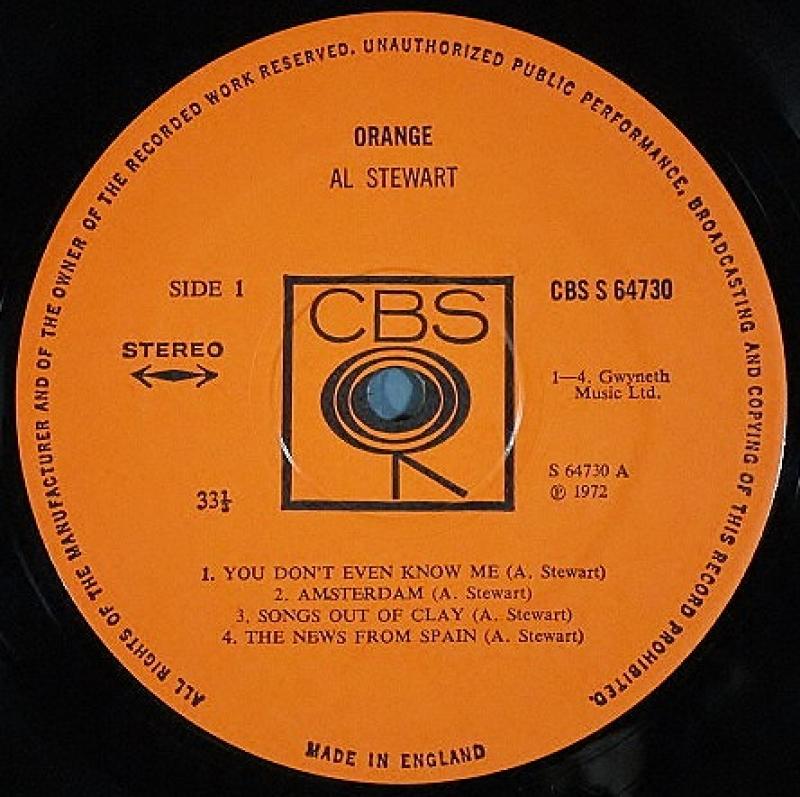 ALL RIGHTS OF THE MANUFACTURER AND OF THE OWNER OF THE RECORDED WORK RESERVED. UNAUTHORIZED PUBLIC PERFORMANCE, BROADCASTING AND COPYING OF THIS RECORD PROHIBITED.
ORANGE
AL STEWART
SIDE 1
CBS S 64730
CBS
STEREO
1—4. Gwyneth
Music Ltd.
S 64730 A
℗ 1972
33⅓
1. YOU DON'T EVEN KNOW ME (A. Stewart)
2. AMSTERDAM (A. Stewart)
3. SONGS OUT OF CLAY (A. Stewart)
4. THE NEWS FROM SPAIN (A. Stewart)
MADE IN ENGLAND